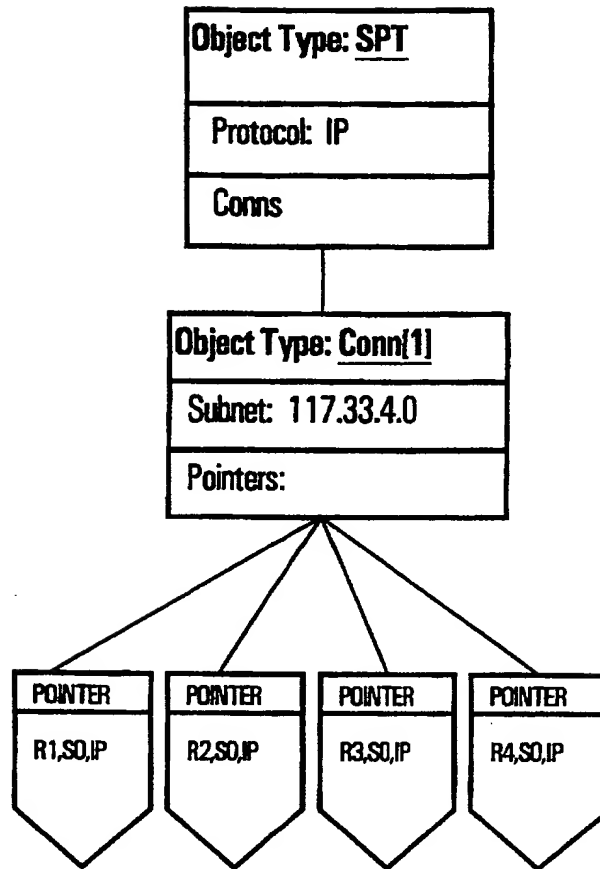 Object Type: SPT
Protocol: IP
Conns
Object Type: Conn[1]
Subnet: 117.33.4.0
Pointers:
POINTER POINTER POINTER POINTER
R1,S0,IP R2,S0,IP R3,S0,IP R4,S0,IP